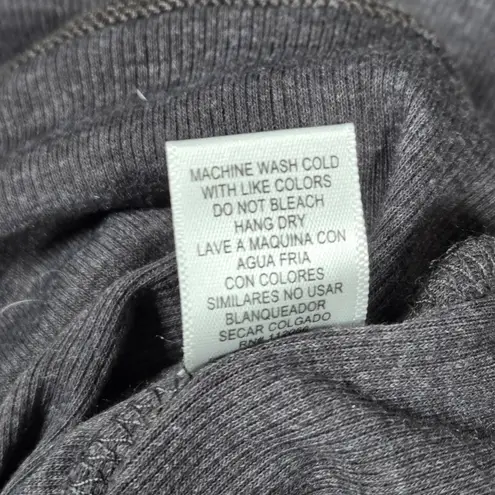 MACHINE WASH COLD
WITH LIKE COLORS
DO NOT BLEACH
HANG DRY
LAVE A MAQUINA CON
AGUA FRIA
CON COLORES
SIMILARES NO USAR
BLANQUEADOR
SECAR COLGADO